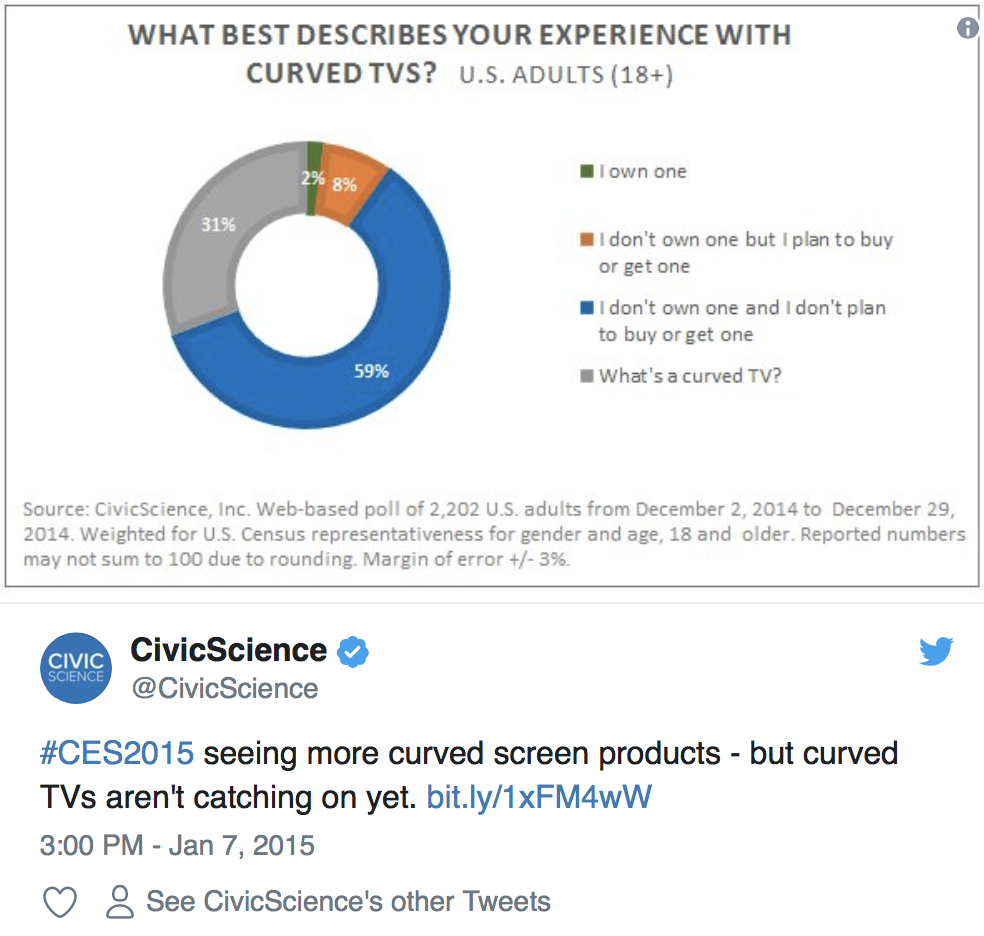 WHAT BEST DESCRIBES YOUR EXPERIENCE WITH
CURVED TVS? U.S. ADULTS (18+)
2%
8%
31%
59%
I own one
I don't own one but I plan to buy
or get one
I don't own one and I don't plan
to buy or get one
What's a curved TV?
Source: CivicScience, Inc. Web-based poll of 2,202 U.S. adults from December 2, 2014 to December 29,
2014. Weighted for U.S. Census representativeness for gender and age, 18 and older. Reported numbers
may not sum to 100 due to rounding. Margin of error +/- 3%.
CIVIC
SCIENCE
CivicScience
@CivicScience
#CES2015 seeing more curved screen products - but curved
TVs aren't catching on yet. bit.ly/1xFM4wW
3:00 PM - Jan 7, 2015
See CivicScience's other Tweets